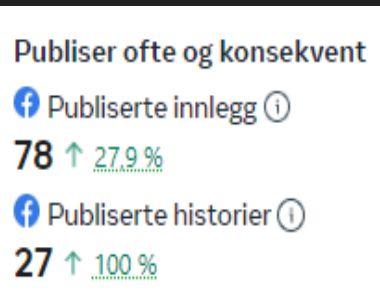 Publiser ofte og konsekvent
Publiserte innlegg
78 ↑ 27,9 %
Publiserte historier
27 ↑ 100 %